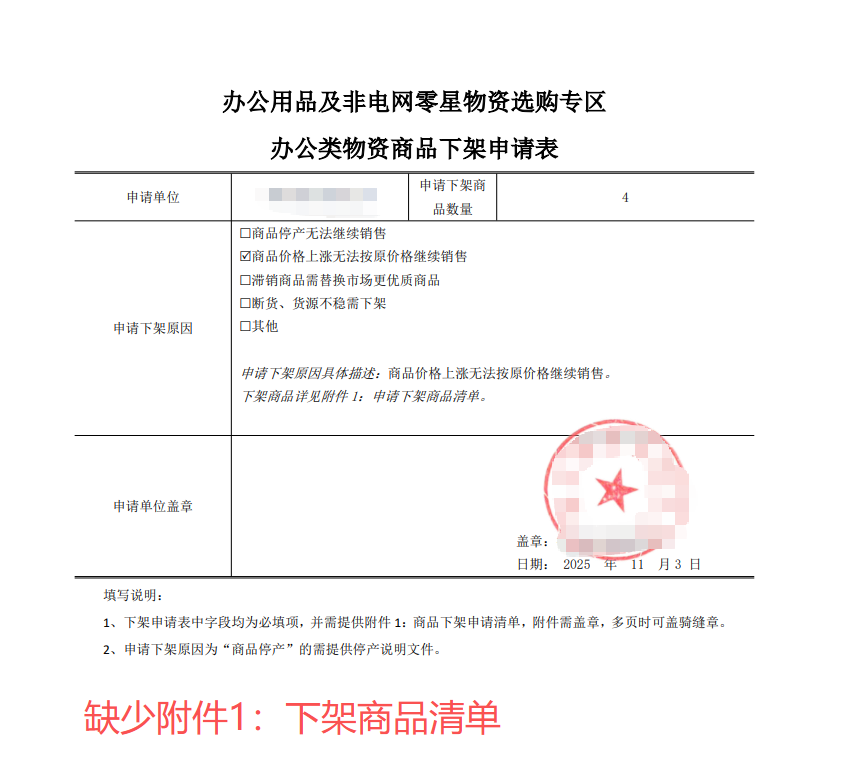 办公用品及非电网零星物资选购专区
办公类物资商品下架申请表
申请单位
申请下架商
品数量
4
申请下架原因
☐商品停产无法继续销售
☑商品价格上涨无法按原价格继续销售
☐滞销商品需替换市场更优质商品
☐断货、货源不稳需下架
☐其他
申请下架原因具体描述：商品价格上涨无法按原价格继续销售。
下架商品详见附件 1：申请下架商品清单。
申请单位盖章
盖章：
日期： 2025 年 11 月 3 日
填写说明：
1、下架申请表中字段均为必填项，并需提供附件 1：商品下架申请清单，附件需盖章，多页时可盖骑缝章。
2、申请下架原因为“商品停产”的需提供停产说明文件。
缺少附件1：下架商品清单